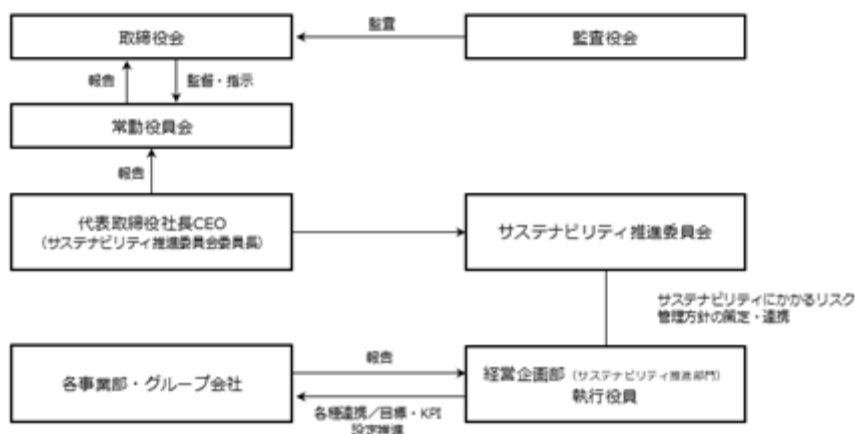 取締役会
監査
監査役会
報告
監督・指示
常勤役員会
報告
代表取締役社長CEO
(サステナビリティ推進委員会委員長)
サステナビリティ推進委員会
サステナビリティにかかるリスク
管理方針の策定・連携
各事業部・グループ会社
報告
経営企画部(サステナビリティ推進部門)
執行役員
各種連携/目標・KPI
設定推進